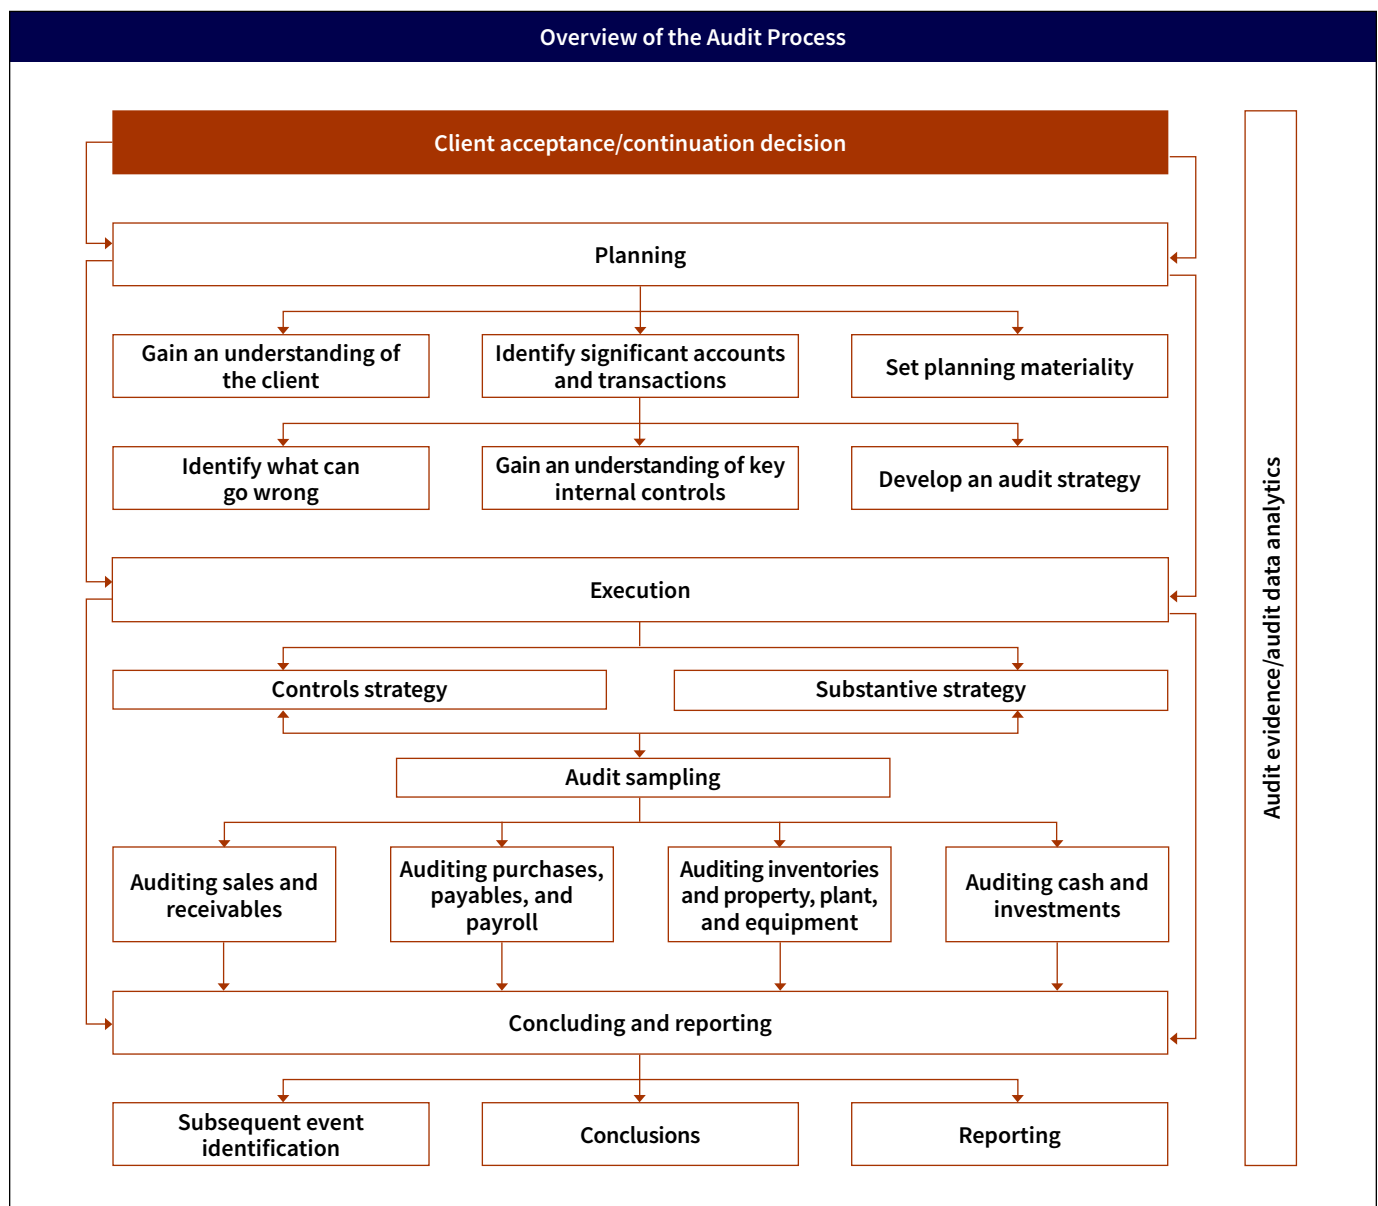 Overview of the Audit Process
Client acceptance/continuation decision
Planning
Gain an understanding of
the client
Identify significant accounts
and transactions
Set planning materiality
Identify what can
go wrong
Gain an understanding of key
internal controls
Develop an audit strategy
Execution
Controls strategy
Substantive strategy
Audit sampling
Auditing sales and
receivables
Auditing purchases,
payables, and
payroll
Auditing inventories
and property, plant,
and equipment
Auditing cash and
investments
Concluding and reporting
Subsequent event
identification
Conclusions
Reporting
Audit evidence/audit data analytics